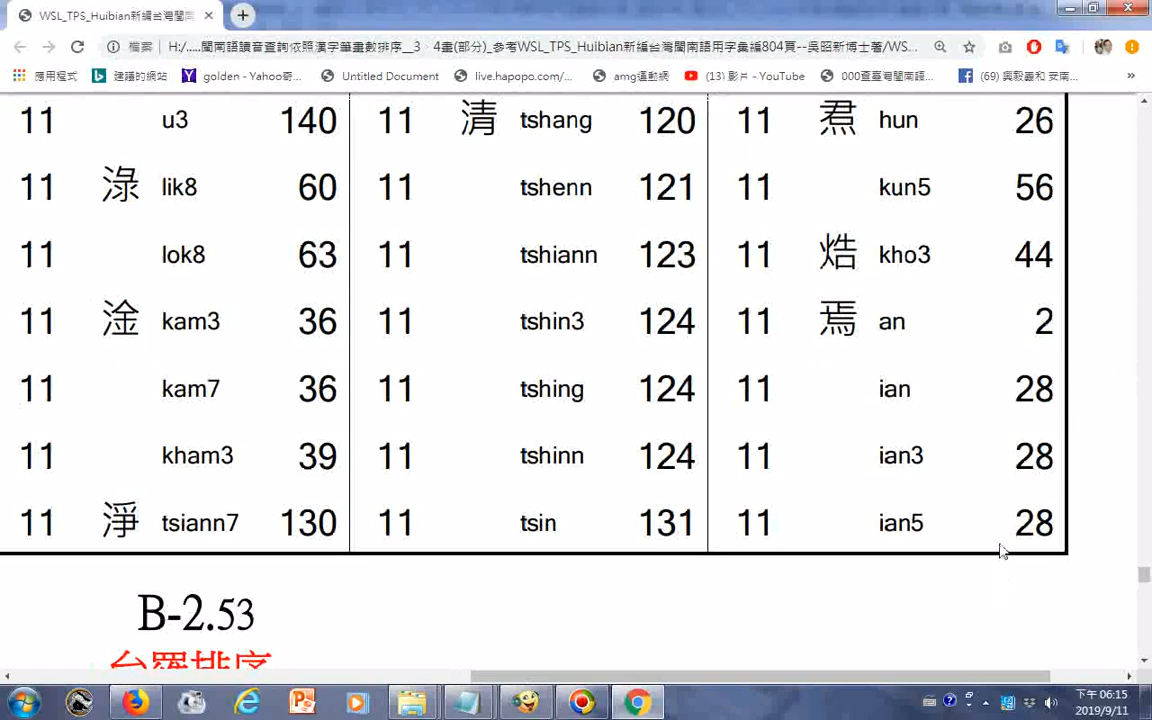 WSL_TPS_Huibian新編台灣閩南
檔案 H:/.....閩南語讀音查詢依照漢字筆畫數排序__3、4畫(部分)_參考WSL_TPS_Huibian新編台灣閩南語用字彙編804頁--吳昭新博士著/WS...
應用程式 建議的網站 golden - Yahoo奇... Untitled Document live.hapopo.com/... amg運動網 (13) 影片 - YouTube 000查臺灣閩南語... (69) 興毅義和 安南... »
11 u3 140 11 清 tshang 120 11 焄 hun 26
11 淥 lik8 60 11 tshenn 121 11 kun5 56
11 lok8 63 11 tshiann 123 11 焅 kho3 44
11 淦 kam3 36 11 tshin3 124 11 焉 an 2
11 kam7 36 11 tshing 124 11 ian 28
11 kham3 39 11 tshinn 124 11 ian3 28
11 淨 tsiann7 130 11 tsin 131 11 ian5 28
B-2.53
台羅排序
下午 06:15
2019/9/11